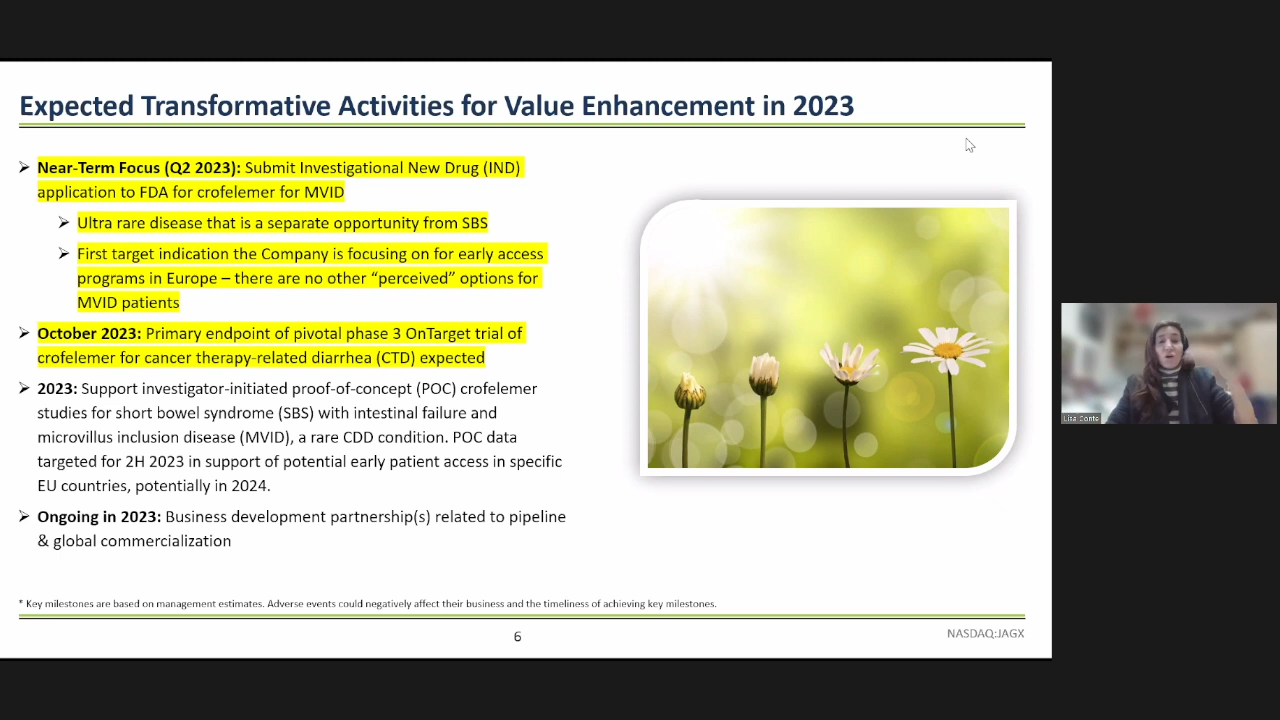 Expected Transformative Activities for Value Enhancement in 2023
➢ Near-Term Focus (Q2 2023): Submit Investigational New Drug (IND)
application to FDA for crofelemer for MVID
➢ Ultra rare disease that is a separate opportunity from SBS
➢ First target indication the Company is focusing on for early access
programs in Europe – there are no other “perceived” options for
MVID patients
➢ October 2023: Primary endpoint of pivotal phase 3 OnTarget trial of
crofelemer for cancer therapy-related diarrhea (CTD) expected
➢ 2023: Support investigator-initiated proof-of-concept (POC) crofelemer
studies for short bowel syndrome (SBS) with intestinal failure and
microvillus inclusion disease (MVID), a rare CDD condition. POC data
targeted for 2H 2023 in support of potential early patient access in specific
EU countries, potentially in 2024.
➢ Ongoing in 2023: Business development partnership(s) related to pipeline
& global commercialization
* Key milestones are based on management estimates. Adverse events could negatively affect their business and the timeliness of achieving key milestones.
6
NASDAQ:JAGX
Lisa Conte